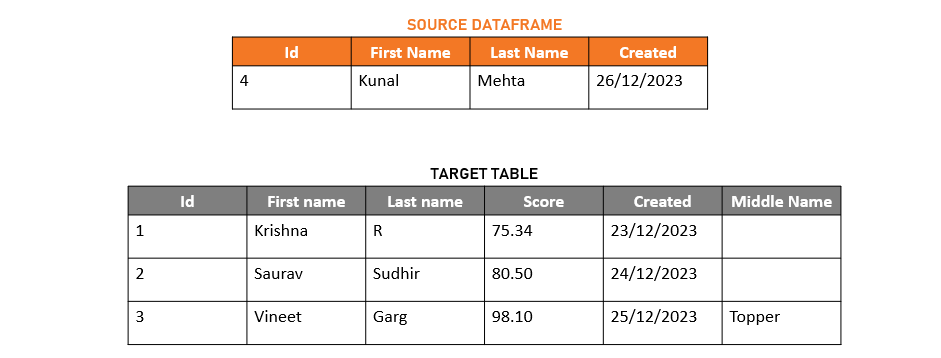 SOURCE DATAFRAME
Id First Name Last Name Created
4 Kunal Mehta 26/12/2023
TARGET TABLE
Id First name Last name Score Created Middle Name
1 Krishna R 75.34 23/12/2023
2 Saurav Sudhir 80.50 24/12/2023
3 Vineet Garg 98.10 25/12/2023 Topper